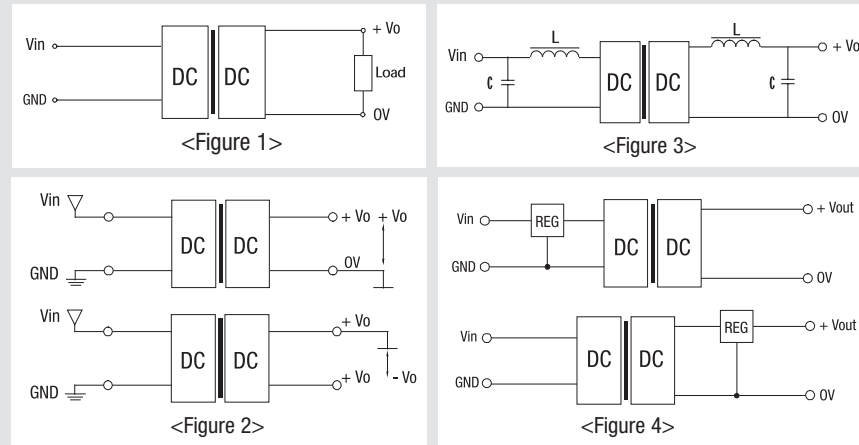 Vin
+ Vo
DC DC
Load
GND
0V
<Figure 1>
L
L
Vin
+ Vo
C
DC DC
C
GND
0V
<Figure 3>
Vin
+ Vo + Vo
DC DC
GND
0V
Vin
+ Vo
DC DC
GND
+ Vo
- Vo
<Figure 2>
+ Vout
Vin
REG
DC DC
GND
0V
Vin
REG
+ Vout
DC DC
GND
0V
<Figure 4>